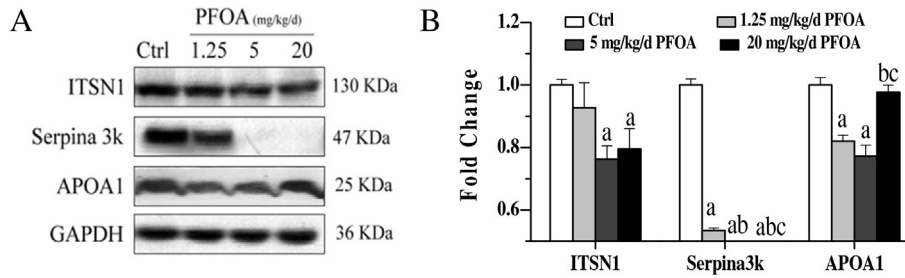 A
PFOA (mg/kg/d)
Ctrl 1.25 5 20
ITSN1 130 KDa
Serpina 3k 47 KDa
APOA1 25 KDa
GAPDH 36 KDa
B
Ctrl 1.25 mg/kg/d PFOA
5 mg/kg/d PFOA 20 mg/kg/d PFOA
Fold Change
1.2
1.0
0.8
0.6
a a
a ab abc
a a bc
ITSN1 Serpina3k APOA1